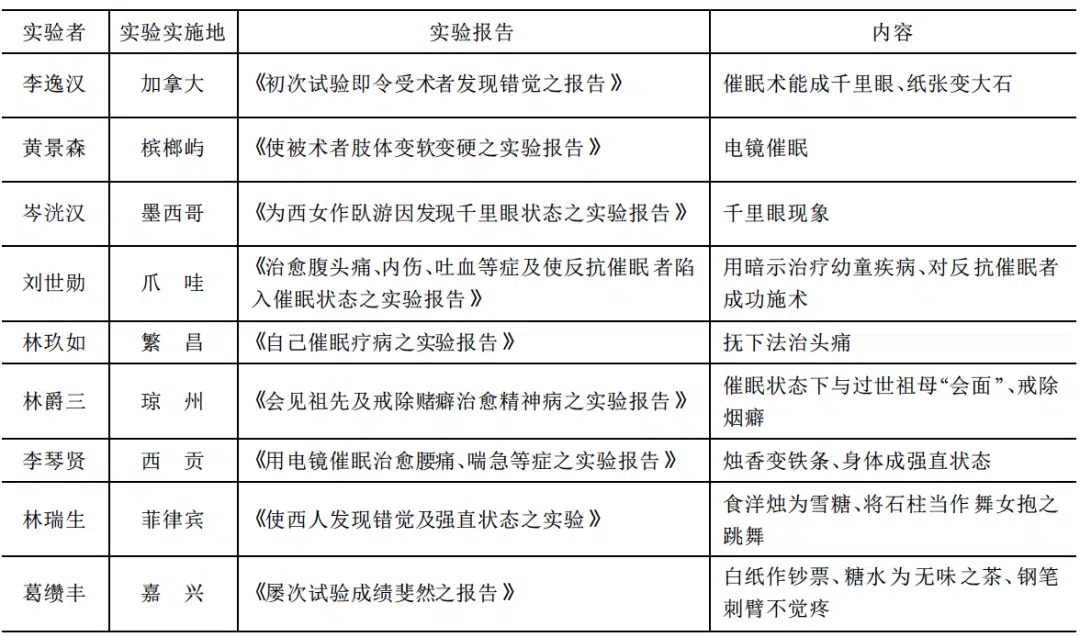 实验者 实验实施地 实验报告 内容
李逸汉 加拿大 《初次试验即令受术者发现错觉之报告》 催眠术能成千里眼、纸张变大石
黄景森 槟榔屿 《使被术者肢体变软变硬之实验报告》 电镜催眠
岑洸汉 墨西哥 《为西女作臥游因发现千里眼状态之实验报告》 千里眼现象
刘世勋 爪 哇 《治愈腹头痛、内伤、吐血等症及使反抗催眠者陷 用暗示治疗幼童疾病、对反抗催眠者
入催眠状态之实验报告》 成功施术
林玖如 繁 昌 《自己催眠疗病之实验报告》 抚下法治头痛
林爵三 琼 州 《会见祖先及戒除赌癖治愈精神病之实验报告》 催眠状态下与过世祖母“会面”、戒除
烟癖
李琴贤 西 贡 《用电镜催眠治愈腰痛、喘急等症之实验报告》 烛香变铁条、身体成强直状态
林瑞生 菲律宾 《使西人发现错觉及强直状态之实验》 食洋烛为雪糖、将石柱当作舞女抱之
跳舞
葛缵丰 嘉 兴 《屡次试验成绩斐然之报告》 白纸作钞票、糖水为无味之茶、钢笔
刺臂不觉疼